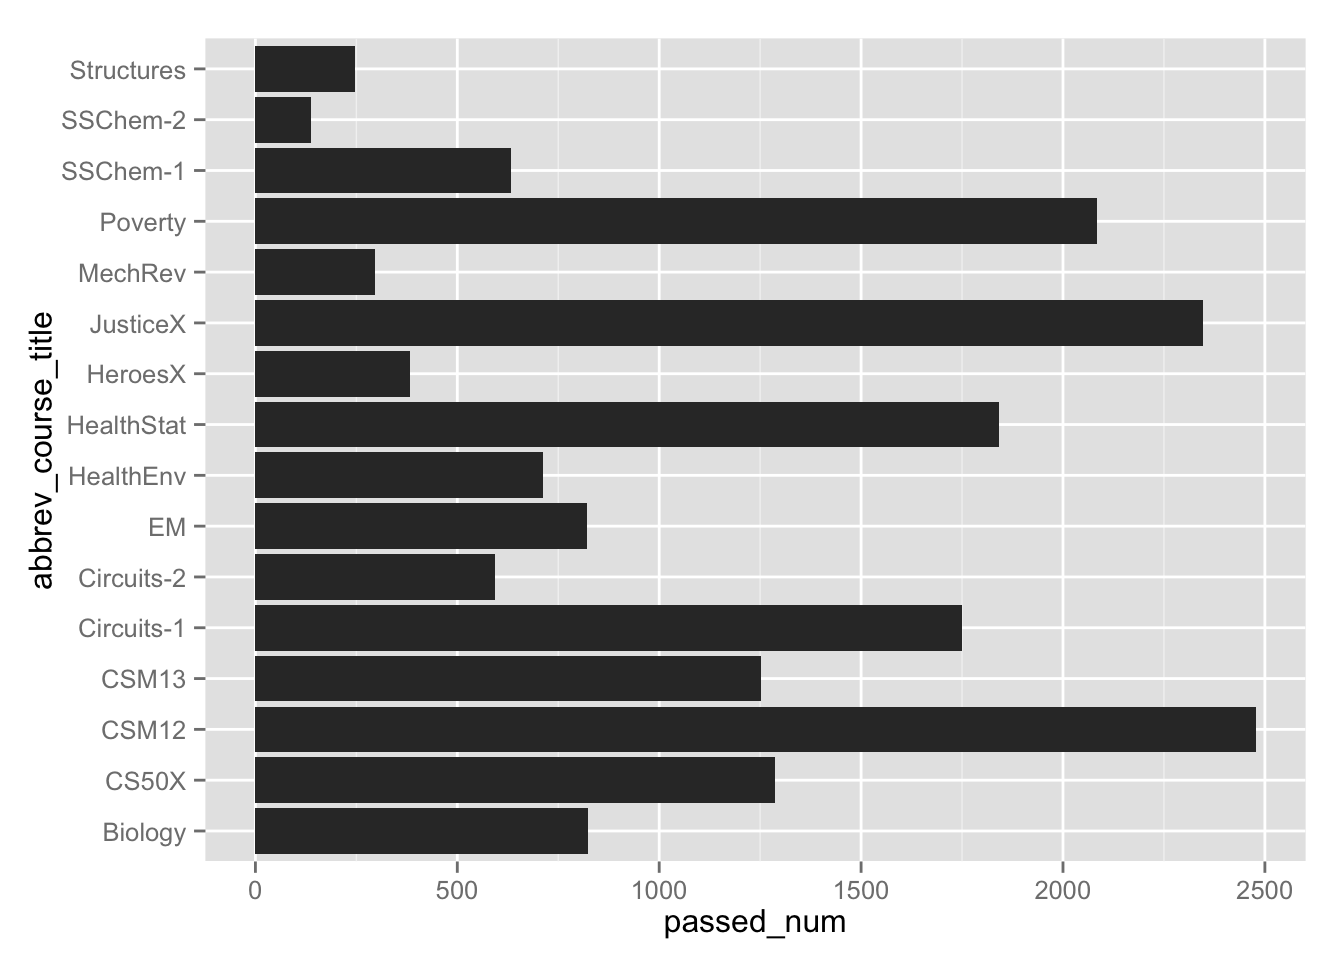 Structures
SSChem-2
SSChem-1
Poverty
MechRev
JusticeX
HeroesX
HealthStat
HealthEnv
EM
Circuits-2
Circuits-1
CSM13
CSM12
CS50X
Biology
abbrev_course_title
0 500 1000 1500 2000 2500
passed_num